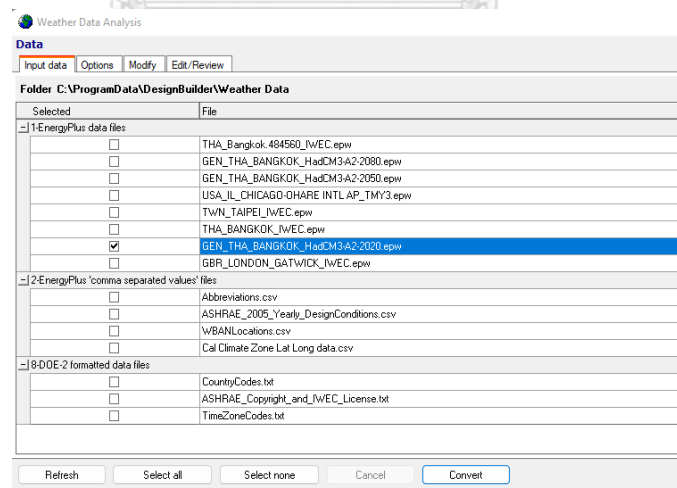 Weather Data Analysis
Data
Input data Options Modify Edit/Review
Folder C:\ProgramData\DesignBuilder\Weather Data
Selected File
1-EnergyPlus data files
THA_Bangkok.484560_IWEC.epw
GEN_THA_BANGKOK_HadCM3-A2-2080.epw
GEN_THA_BANGKOK_HadCM3-A2-2050.epw
USA_IL_CHICAGO-OHARE INTL AP_TMY3.epw
TWN_TAIPEI_IWEC.epw
THA_BANGKOK_IWEC.epw
GEN_THA_BANGKOK_HadCM3-A2-2020.epw
GBR_LONDON_GATWICK_IWEC.epw
2-EnergyPlus 'comma separated values' files
Abbreviations.csv
ASHRAE_2005_Yearly_DesignConditions.csv
WBANLocations.csv
Cal Climate Zone Lat Long data.csv
8-DOE-2 formatted data files
CountryCodes.txt
ASHRAE_Copyright_and_IWEC_License.txt
TimeZoneCodes.txt
Refresh Select all Select none Cancel Convert